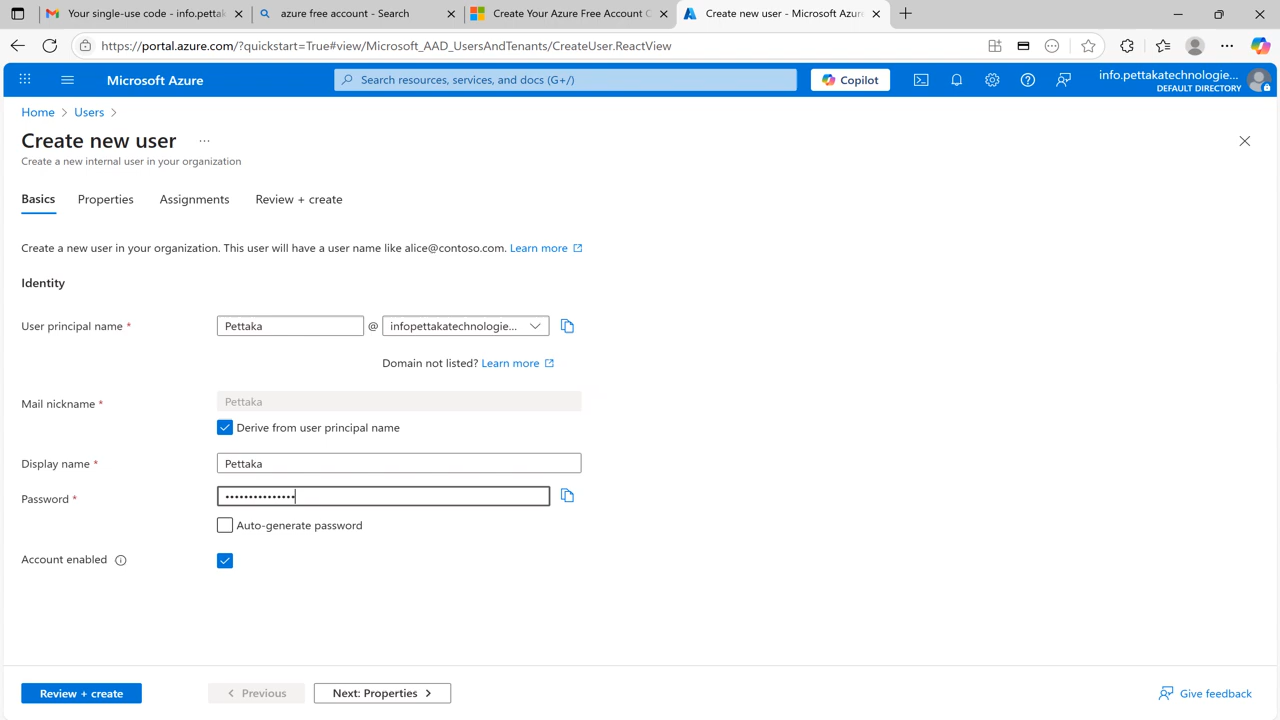 Your single-use code - info.pettak
azure free account - Search
Create Your Azure Free Account O
Create new user - Microsoft Azure
https://portal.azure.com/?quickstart=True#view/Microsoft_AAD_UsersAndTenants/CreateUser.ReactView
Microsoft Azure
Search resources, services, and docs (G+/)
Copilot
info.pettakatechnologie...
DEFAULT DIRECTORY
Home > Users >
Create new user ...
Create a new internal user in your organization
Basics Properties Assignments Review + create
Create a new user in your organization. This user will have a user name like alice@contoso.com. Learn more
Identity
User principal name * Pettaka @ infopettakatechnologie...
Domain not listed? Learn more
Mail nickname * Pettaka
Derive from user principal name
Display name * Pettaka
Password * •••••••••••••••
Auto-generate password
Account enabled
Review + create < Previous Next: Properties > Give feedback